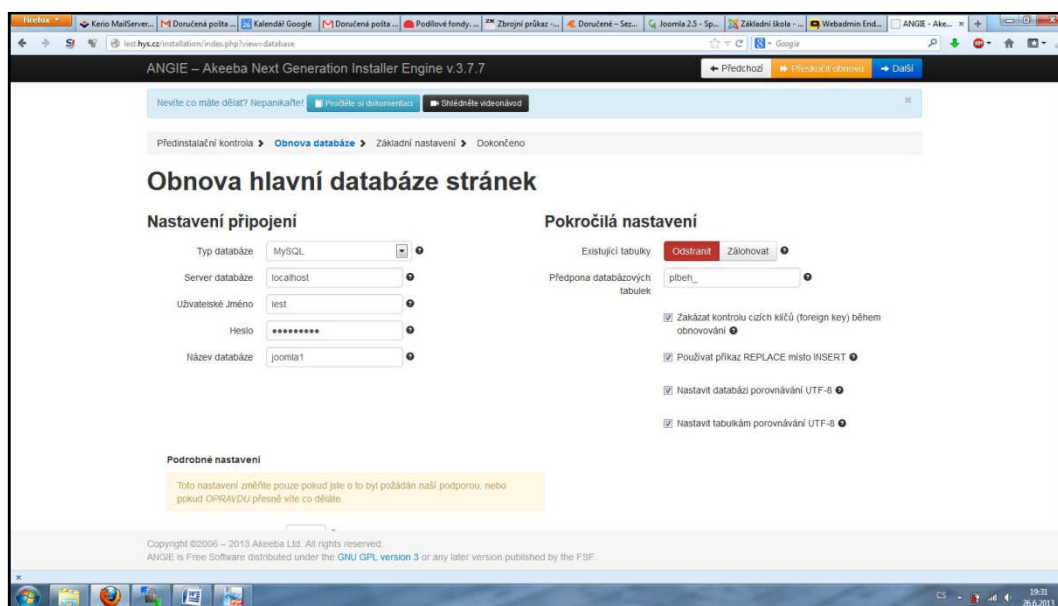 Firefox
Kerio MailServer...
Doručená pošta ...
Kalendář Google
Doručená pošta ...
Podílové fondy. ...
Zbrojní průkaz -...
Doručené – Sez...
Joomla 2.5 - Sp...
Základní škola - ...
Webadmin End...
ANGIE - Ake...
lest.hys.cz/installation/index.php?view=database
Google
ANGIE – Akeeba Next Generation Installer Engine v.3.7.7
Předchozí
Přeskočit obnovu
Další
Nevíte co máte dělat? Nepanikařte!
Pročtěte si dokumentaci
Shlédněte videonávod
Předinstalační kontrola
Obnova databáze
Základní nastavení
Dokončeno
Obnova hlavní databáze stránek
Nastavení připojení
Typ databáze
MySQL
Server databáze
localhost
Uživatelské Jméno
lest
Heslo
Název databáze
joomla1
Pokročilá nastavení
Existující tabulky
Odstranit
Zálohovat
Předpona databázových
tabulek
plbeh_
Zakázat kontrolu cizích klíčů (foreign key) během
obnovování
Používat příkaz REPLACE místo INSERT
Nastavit databázi porovnávání UTF-8
Nastavit tabulkám porovnávání UTF-8
Podrobné nastavení
Toto nastavení změňte pouze pokud jste o to byl požádán naší podporou, nebo
pokud OPRAVDU přesně víte co děláte.
Copyright ©2006 – 2013 Akeeba Ltd. All rights reserved.
ANGIE is Free Software distributed under the GNU GPL version 3 or any later version published by the FSF.
CS
19:31
26.6.2013